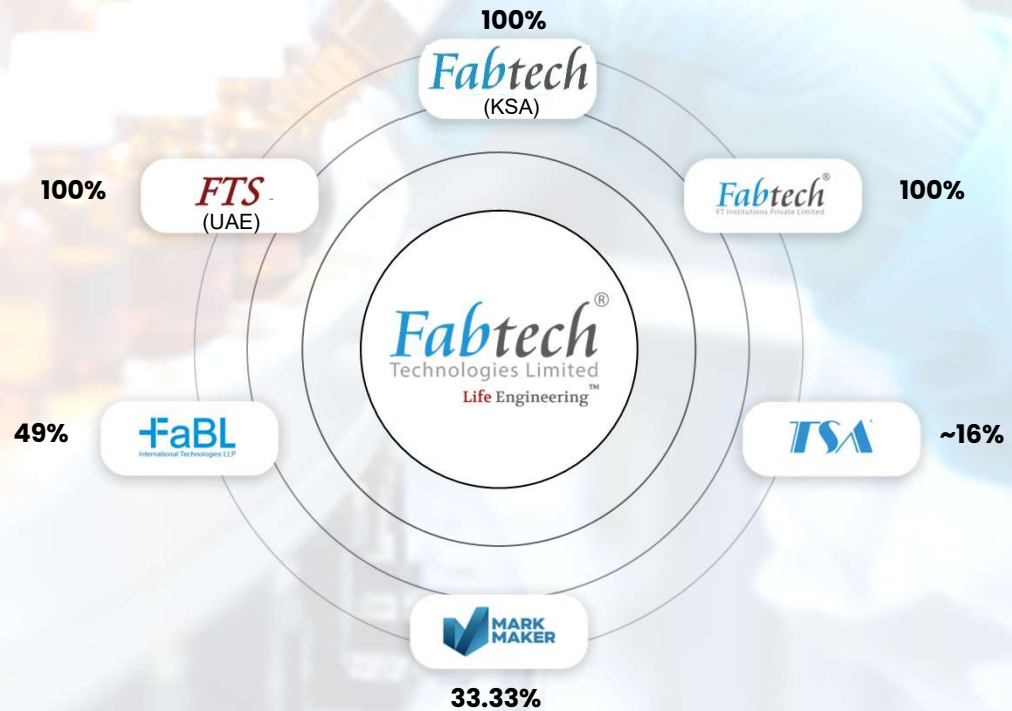 100%
Fabtech
(KSA)
100%
FTS
(UAE)
Fabtech®
FT Institutions Private Limited
100%
Fabtech®
Technologies Limited
Life Engineering™
49%
FaBL
International Technologies LLP
TSA
~16%
MARK
MAKER
33.33%